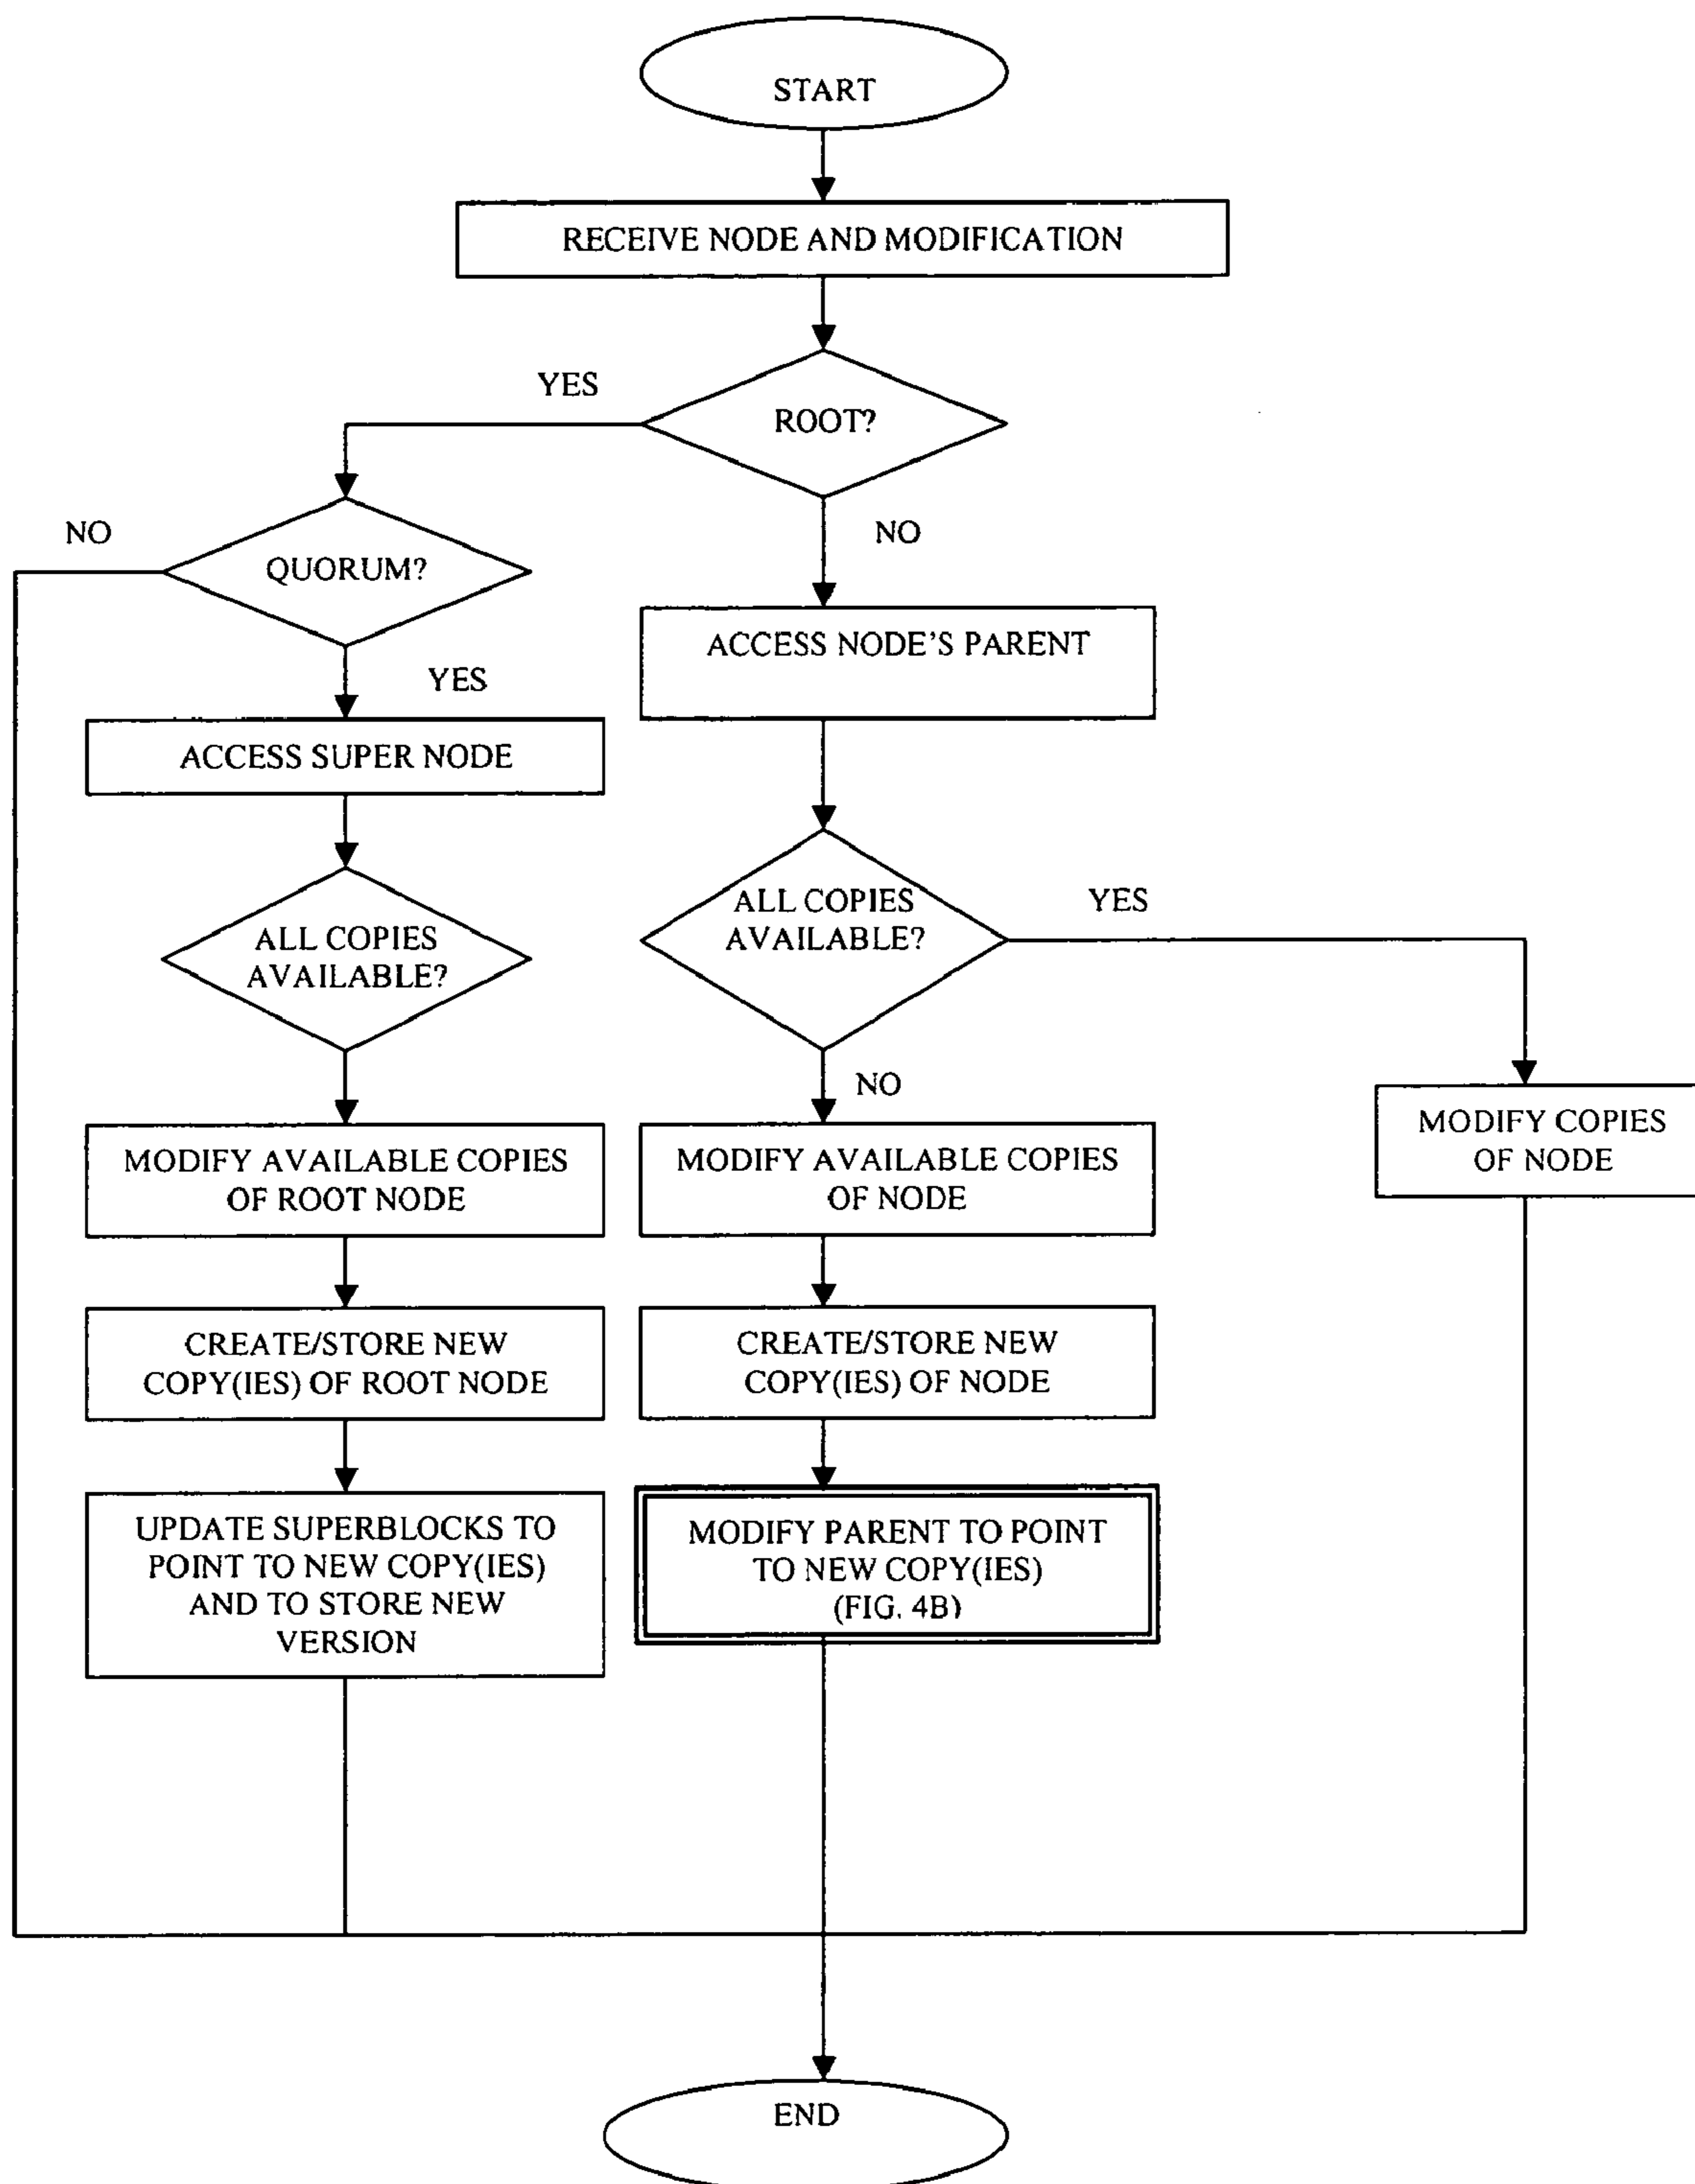 START
RECEIVE NODE AND MODIFICATION
YES
ROOT?
NO
QUORUM?
NO
YES
ACCESS NODE'S PARENT
ACCESS SUPER NODE
ALL COPIES
AVAILABLE?
ALL COPIES
AVAILABLE?
YES
NO
MODIFY AVAILABLE COPIES
OF ROOT NODE
MODIFY AVAILABLE COPIES
OF NODE
MODIFY COPIES
OF NODE
CREATE/STORE NEW
COPY(IES) OF ROOT NODE
CREATE/STORE NEW
COPY(IES) OF NODE
UPDATE SUPERBLOCKS TO
POINT TO NEW COPY(IES)
AND TO STORE NEW
VERSION
MODIFY PARENT TO POINT
TO NEW COPY(IES)
(FIG. 4B)
END